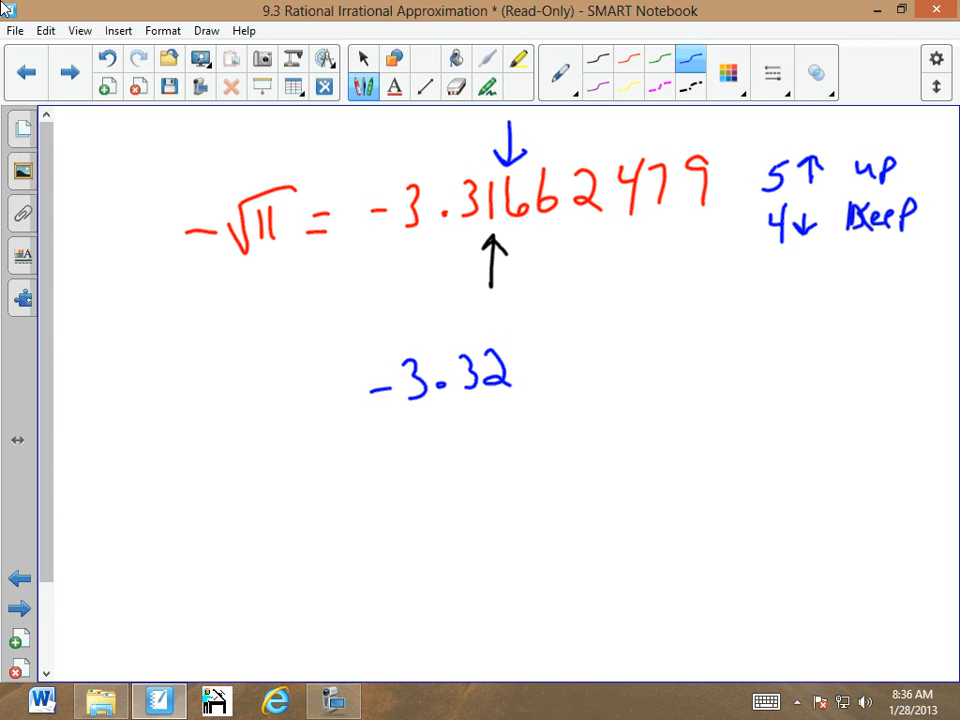 9.3 Rational Irrational Approximation * (Read-Only) - SMART Notebook
File Edit View Insert Format Draw Help
-√11 = -3.31662479
5↑ up
4↓ keep
-3.32
8:36 AM
1/28/2013